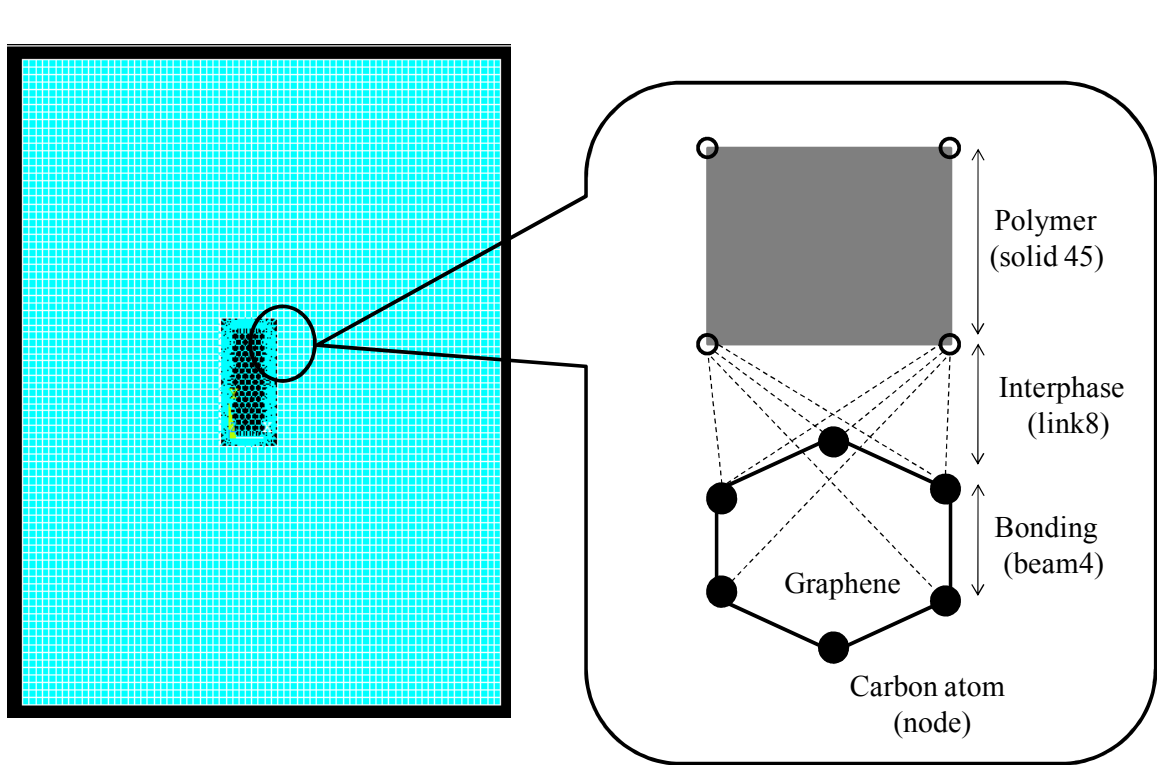 Polymer
(solid 45)
Interphase
(link8)
Bonding
(beam4)
Graphene
Carbon atom
(node)